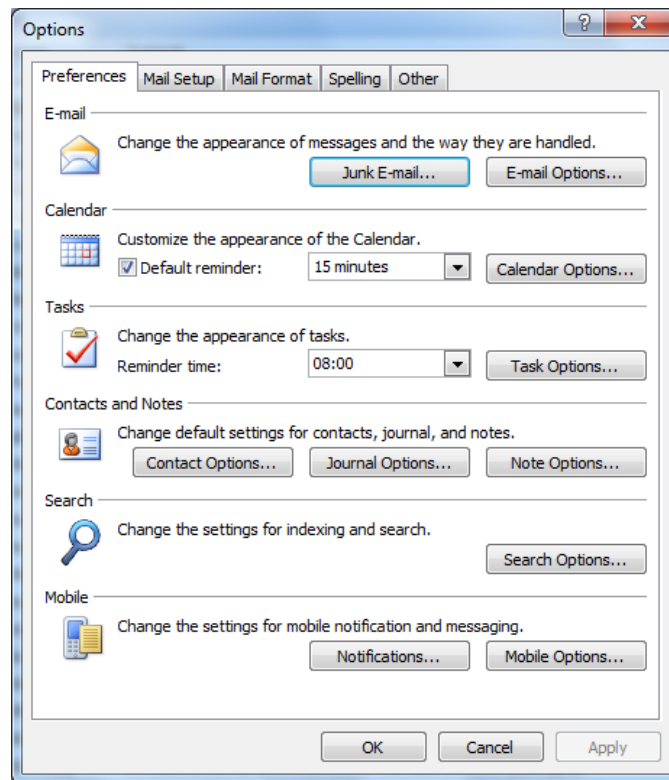 Options
Preferences Mail Setup Mail Format Spelling Other
E-mail
Change the appearance of messages and the way they are handled.
Junk E-mail... E-mail Options...
Calendar
Customize the appearance of the Calendar.
Default reminder: 15 minutes Calendar Options...
Tasks
Change the appearance of tasks.
Reminder time: 08:00 Task Options...
Contacts and Notes
Change default settings for contacts, journal, and notes.
Contact Options... Journal Options... Note Options...
Search
Change the settings for indexing and search.
Search Options...
Mobile
Change the settings for mobile notification and messaging.
Notifications... Mobile Options...
OK Cancel Apply